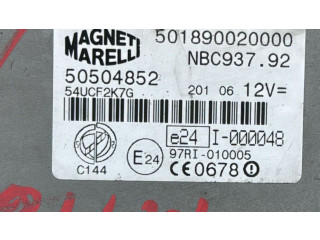 MAGNETI
MARELLI
501890020000
NBC937.92
50504852
54UCF2K7G 201 06 12V=
e24 I-000048
C144 E24 97RI-010005
CE0678